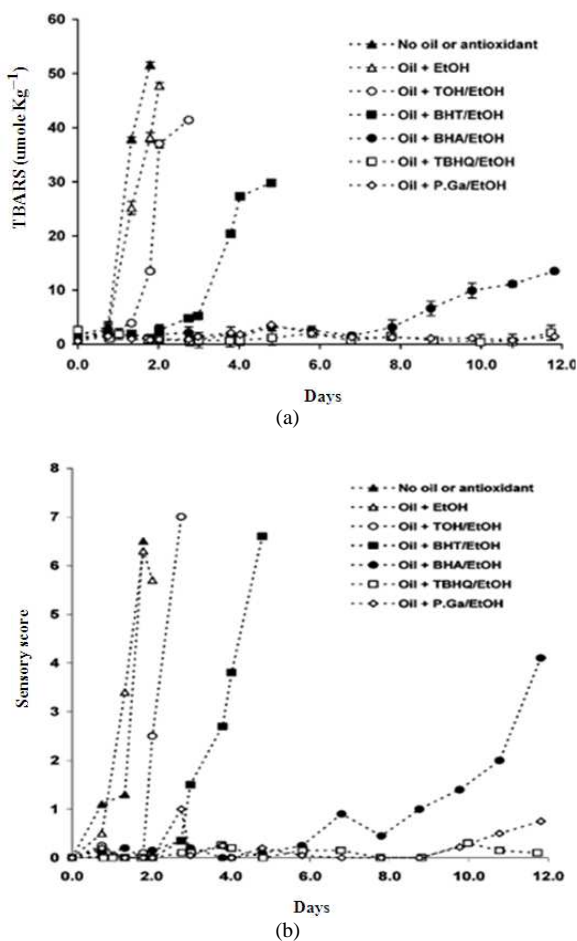 60
50
40
30
20
10
0
TBARS (umole Kg⁻¹)
No oil or antioxidant
Oil + EtOH
Oil + TOH/EtOH
Oil + BHT/EtOH
Oil + BHA/EtOH
Oil + TBHQ/EtOH
Oil + P.Ga/EtOH
0.0 2.0 4.0 6.0 8.0 10.0 12.0
Days
(a)
8
7
6
5
4
3
2
1
0
Sensory score
No oil or antioxidant
Oil + EtOH
Oil + TOH/EtOH
Oil + BHT/EtOH
Oil + BHA/EtOH
Oil + TBHQ/EtOH
Oil + P.Ga/EtOH
0.0 2.0 4.0 6.0 8.0 10.0 12.0
Days
(b)